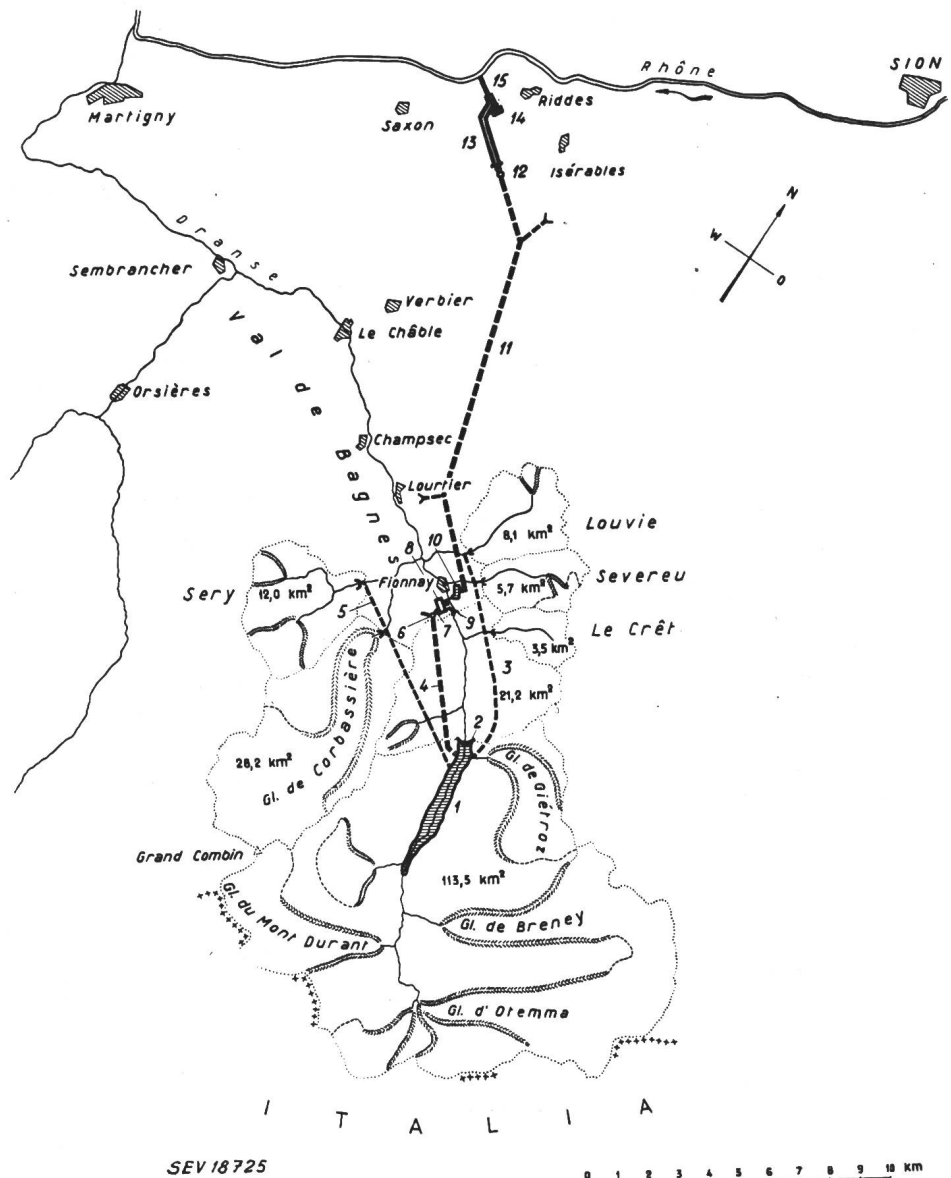 SION
Rhône
15
Riddes
Martigny
Saxon
14
13
12
Isérables
N
W
O
Dranse
Sembrancher
Verbier
Le Châble
Val de Bagnes
11
Orsières
Champsec
Lourtier
8
10
8,1 km²
Louvie
Fionnay
Sery
12,0 km²
5
5,7 km²
Severeu
6
7
9
Le Crêt
3,5 km²
4
3
21,2 km²
2
28,2 km²
Gl. de Corbassière
Gl. de Giétroz
1
Grand Combin
113,5 km²
Gl. du Mont Durant
Gl. de Breney
Gl. d'Otemma
ITALIA
SEV 18725
0 1 2 3 4 5 6 7 8 9 10 km